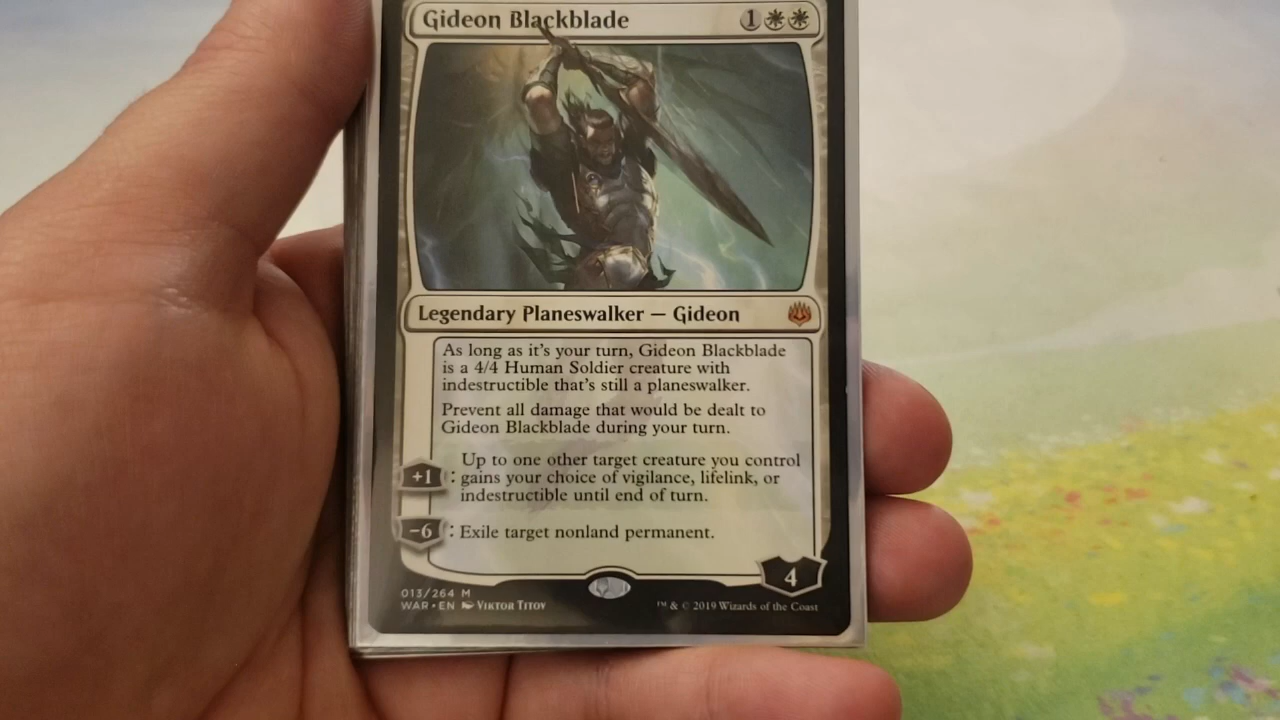 Gideon Blackblade 1
Legendary Planeswalker — Gideon
As long as it's your turn, Gideon Blackblade
is a 4/4 Human Soldier creature with
indestructible that's still a planeswalker.
Prevent all damage that would be dealt to
Gideon Blackblade during your turn.
Up to one other target creature you control
+1: gains your choice of vigilance, lifelink, or
indestructible until end of turn.
-6: Exile target nonland permanent.
4
013/264 M
WAR • EN Viktor Titov ™ & © 2019 Wizards of the Coast